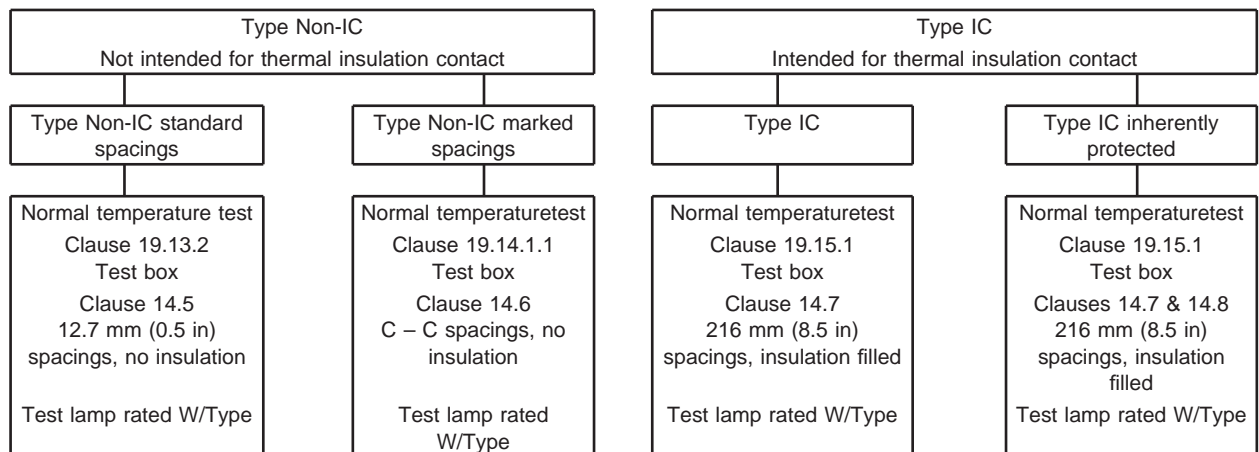 Type Non-IC
Not intended for thermal insulation contact
Type IC
Intended for thermal insulation contact
Type Non-IC standard
spacings
Type Non-IC marked
spacings
Type IC
Type IC inherently
protected
Normal temperature test
Clause 19.13.2
Test box
Clause 14.5
12.7 mm (0.5 in)
spacings, no insulation
Test lamp rated W/Type
Normal temperaturetest
Clause 19.14.1.1
Test box
Clause 14.6
C – C spacings, no
insulation
Test lamp rated
W/Type
Normal temperaturetest
Clause 19.15.1
Test box
Clause 14.7
216 mm (8.5 in)
spacings, insulation filled
Test lamp rated W/Type
Normal temperaturetest
Clause 19.15.1
Test box
Clauses 14.7 & 14.8
216 mm (8.5 in)
spacings, insulation
filled
Test lamp rated W/Type